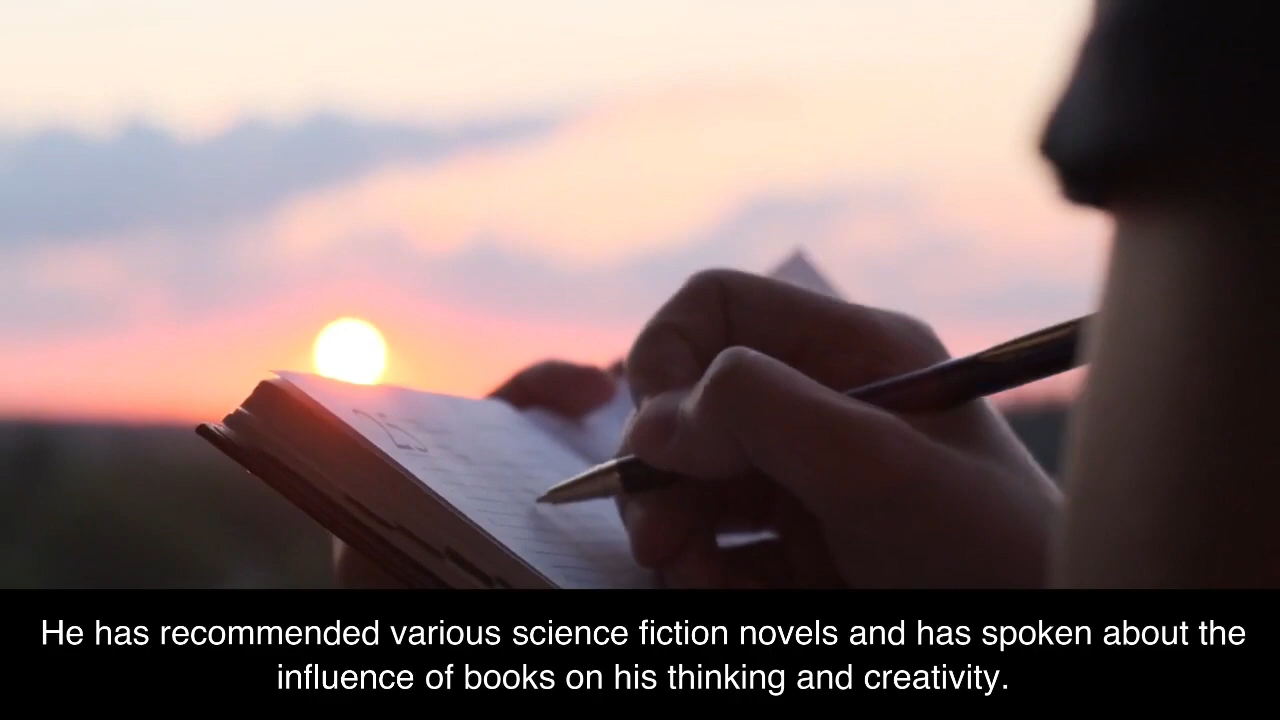 He has recommended various science fiction novels and has spoken about the
influence of books on his thinking and creativity.